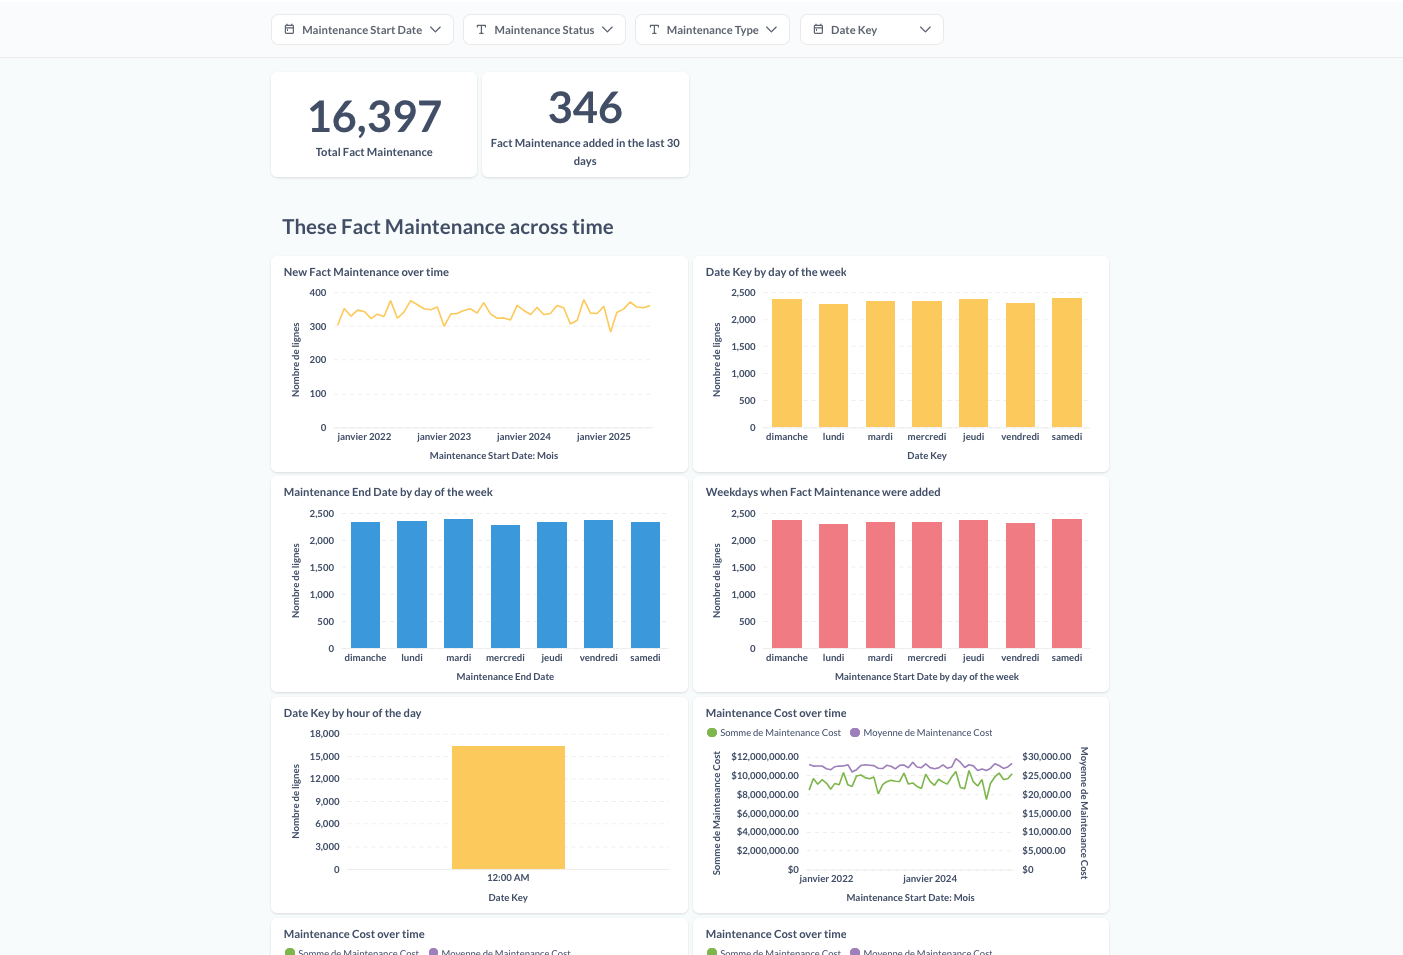 Maintenance Start Date
Maintenance Status
Maintenance Type
Date Key
16,397
Total Fact Maintenance
346
Fact Maintenance added in the last 30
days
These Fact Maintenance across time
New Fact Maintenance over time
400
300
200
100
0
Nombre de lignes
janvier 2022 janvier 2023 janvier 2024 janvier 2025
Maintenance Start Date: Mois
Date Key by day of the week
2,500
2,000
1,500
1,000
500
0
Nombre de lignes
dimanche lundi mardi mercredi jeudi vendredi samedi
Date Key
Maintenance End Date by day of the week
2,500
2,000
1,500
1,000
500
0
Nombre de lignes
dimanche lundi mardi mercredi jeudi vendredi samedi
Maintenance End Date
Weekdays when Fact Maintenance were added
2,500
2,000
1,500
1,000
500
0
Nombre de lignes
dimanche lundi mardi mercredi jeudi vendredi samedi
Maintenance Start Date by day of the week
Date Key by hour of the day
18,000
15,000
12,000
9,000
6,000
3,000
0
Nombre de lignes
12:00 AM
Date Key
Maintenance Cost over time
Somme de Maintenance Cost Moyenne de Maintenance Cost
$12,000,000.00
$10,000,000.00
$8,000,000.00
$6,000,000.00
$4,000,000.00
$2,000,000.00
$0
Somme de Maintenance Cost
$30,000.00
$25,000.00
$20,000.00
$15,000.00
$10,000.00
$5,000.00
$0
Moyenne de Maintenance Cost
janvier 2022 janvier 2024
Maintenance Start Date: Mois
Maintenance Cost over time
Somme de Maintenance Cost Moyenne de Maintenance Cost
Maintenance Cost over time
Somme de Maintenance Cost Moyenne de Maintenance Cost